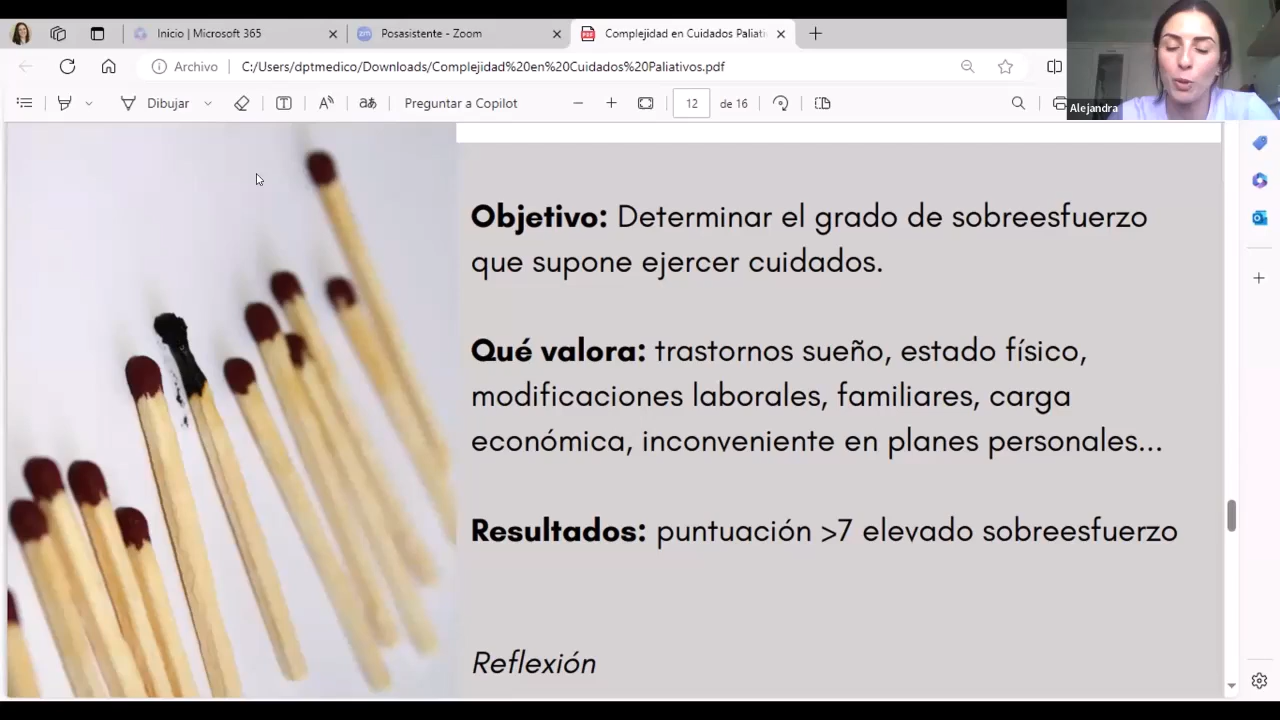 Inicio | Microsoft 365
Posasistente - Zoom
Complejidad en Cuidados Paliati
Archivo
C:/Users/dptmedico/Downloads/Complejidad%20en%20Cuidados%20Paliativos.pdf
Dibujar
Preguntar a Copilot
12
de 16
Alejandra
Objetivo: Determinar el grado de sobreesfuerzo
que supone ejercer cuidados.
Qué valora: trastornos sueño, estado físico,
modificaciones laborales, familiares, carga
económica, inconveniente en planes personales...
Resultados: puntuación >7 elevado sobreesfuerzo
Reflexión